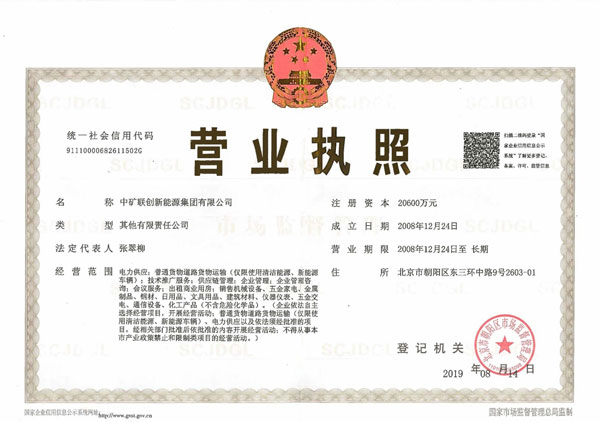 统一社会信用代码
91110000682611502G
营业执照
扫描二维码登录“国
家企业信用信息公示
系统”了解更多登记、
备案、许可、监管信息
名 称 中矿联创新能源集团有限公司
注册资本 20600万元
类 型 其他有限责任公司
成立日期 2008年12月24日
法定代表人 张翠柳
营业期限 2008年12月24日至 长期
经营范围 电力供应；普通货物道路货物运输（仅限使用清洁能源、新能源
车辆）；技术推广服务；供应链管理；企业管理；企业管理咨
询；会议服务；出租商业用房；销售机械设备、五金家电、金属
制品、钢材、日用品、文具用品、建筑材料、仪器仪表、五金交
电、通信设备、化工产品（不含危险化学品）。（企业依法自主
选择经营项目，开展经营活动；普通货物道路货物运输（仅限使
用清洁能源、新能源车辆）、电力供应以及依法须经批准的项
目，经相关部门批准后依批准的内容开展经营活动；不得从事本
市产业政策禁止和限制类项目的经营活动。）
住 所 北京市朝阳区东三环中路9号2603-01
登记机关
北京市朝阳区市场监督管理局
2019 年 08 月 14 日
国家企业信用信息公示系统网址http://www.gsxt.gov.cn
国家市场监督管理总局监制
SCJDGL
市场监督管理